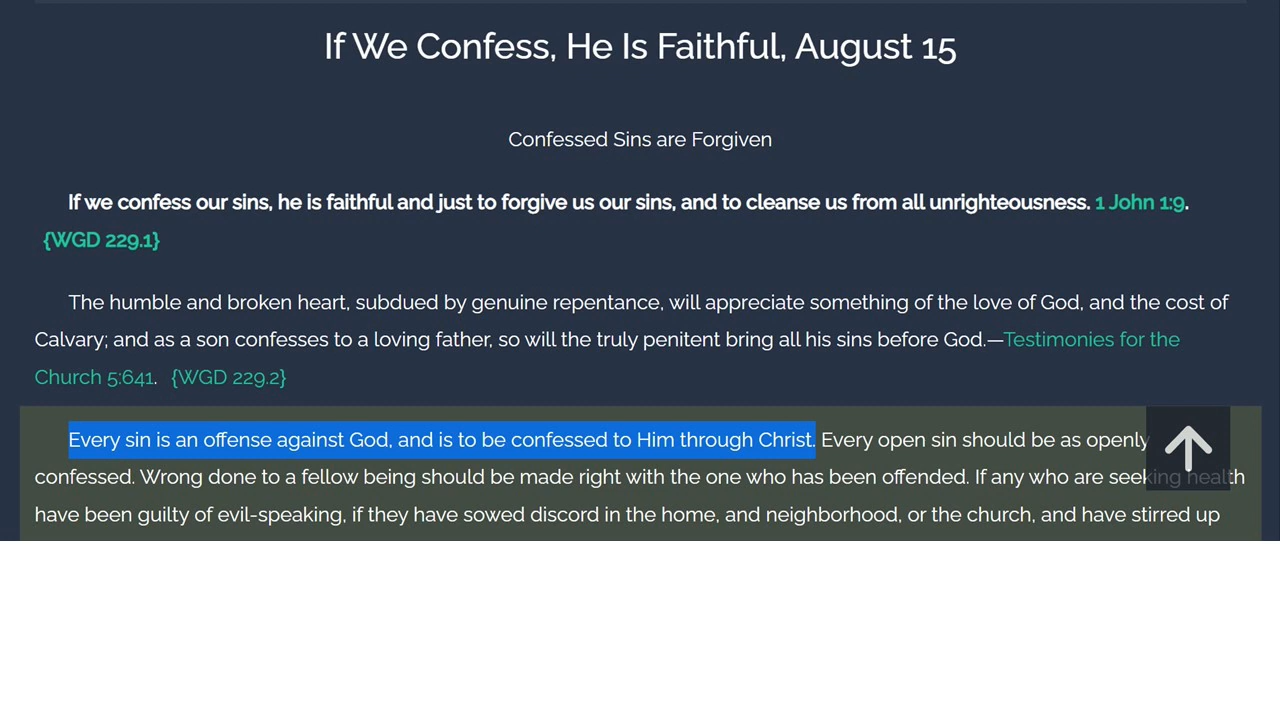 If We Confess, He Is Faithful, August 15
Confessed Sins are Forgiven
If we confess our sins, he is faithful and just to forgive us our sins, and to cleanse us from all unrighteousness. 1 John 1:9.
{WGD 229.1}
The humble and broken heart, subdued by genuine repentance, will appreciate something of the love of God, and the cost of
Calvary; and as a son confesses to a loving father, so will the truly penitent bring all his sins before God.—Testimonies for the
Church 5:641. {WGD 229.2}
Every sin is an offense against God, and is to be confessed to Him through Christ. Every open sin should be as openly
confessed. Wrong done to a fellow being should be made right with the one who has been offended. If any who are seeking health
have been guilty of evil-speaking, if they have sowed discord in the home, and neighborhood, or the church, and have stirred up